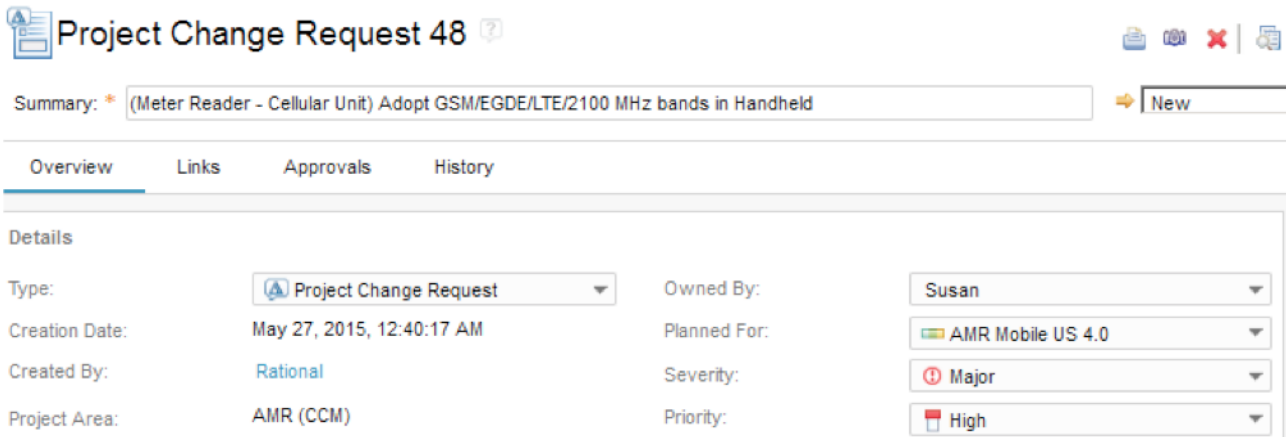 Project Change Request 48
Summary: * (Meter Reader - Cellular Unit) Adopt GSM/EGDE/LTE/2100 MHz bands in Handheld New
Overview Links Approvals History
Details
Type: Project Change Request Owned By: Susan
Creation Date: May 27, 2015, 12:40:17 AM Planned For: AMR Mobile US 4.0
Created By: Rational Severity: Major
Project Area: AMR (CCM) Priority: High